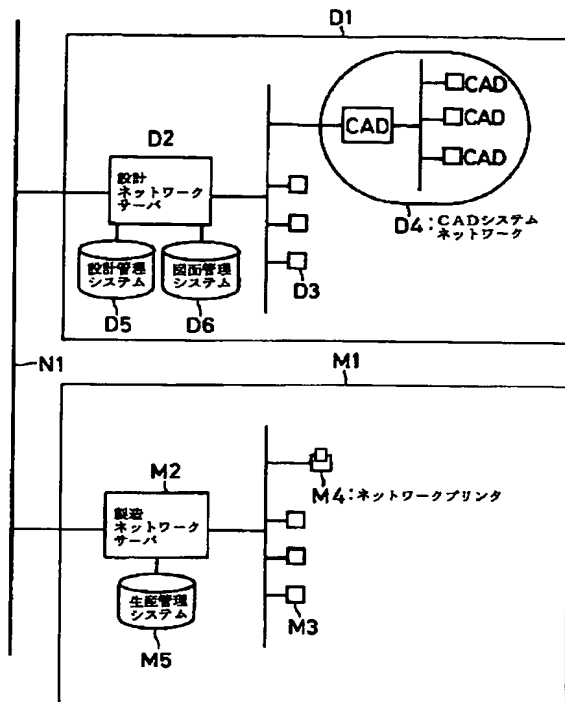 D1
CAD
CAD
CAD
CAD
D2
設計
ネットワーク
サーバ
D4:CADシステム
ネットワーク
設計管理
システム
図面管理
システム
D3
D5
D6
N1
M1
M2
M4:ネットワークプリンタ
製造
ネットワーク
サーバ
生産管理
システム
M3
M5